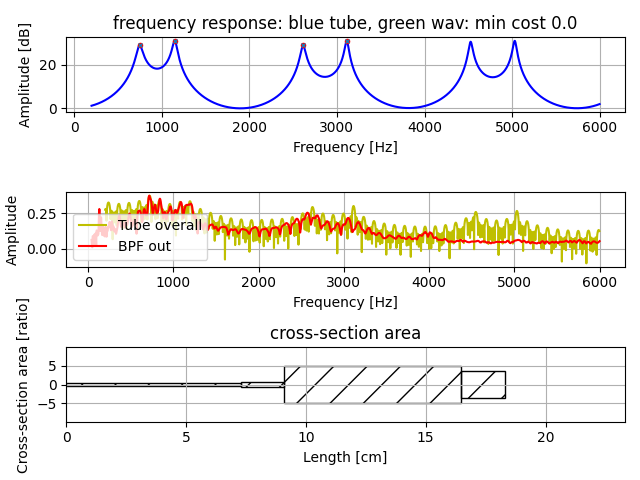 frequency response: blue tube, green wav: min cost 0.0
Amplitude [dB]
20
0
0 1000 2000 3000 4000 5000 6000
Frequency [Hz]
Amplitude
0.25
0.00
Tube overall
BPF out
0 1000 2000 3000 4000 5000 6000
Frequency [Hz]
cross-section area
Cross-section area [ratio]
5
0
−5
0 5 10 15 20
Length [cm]